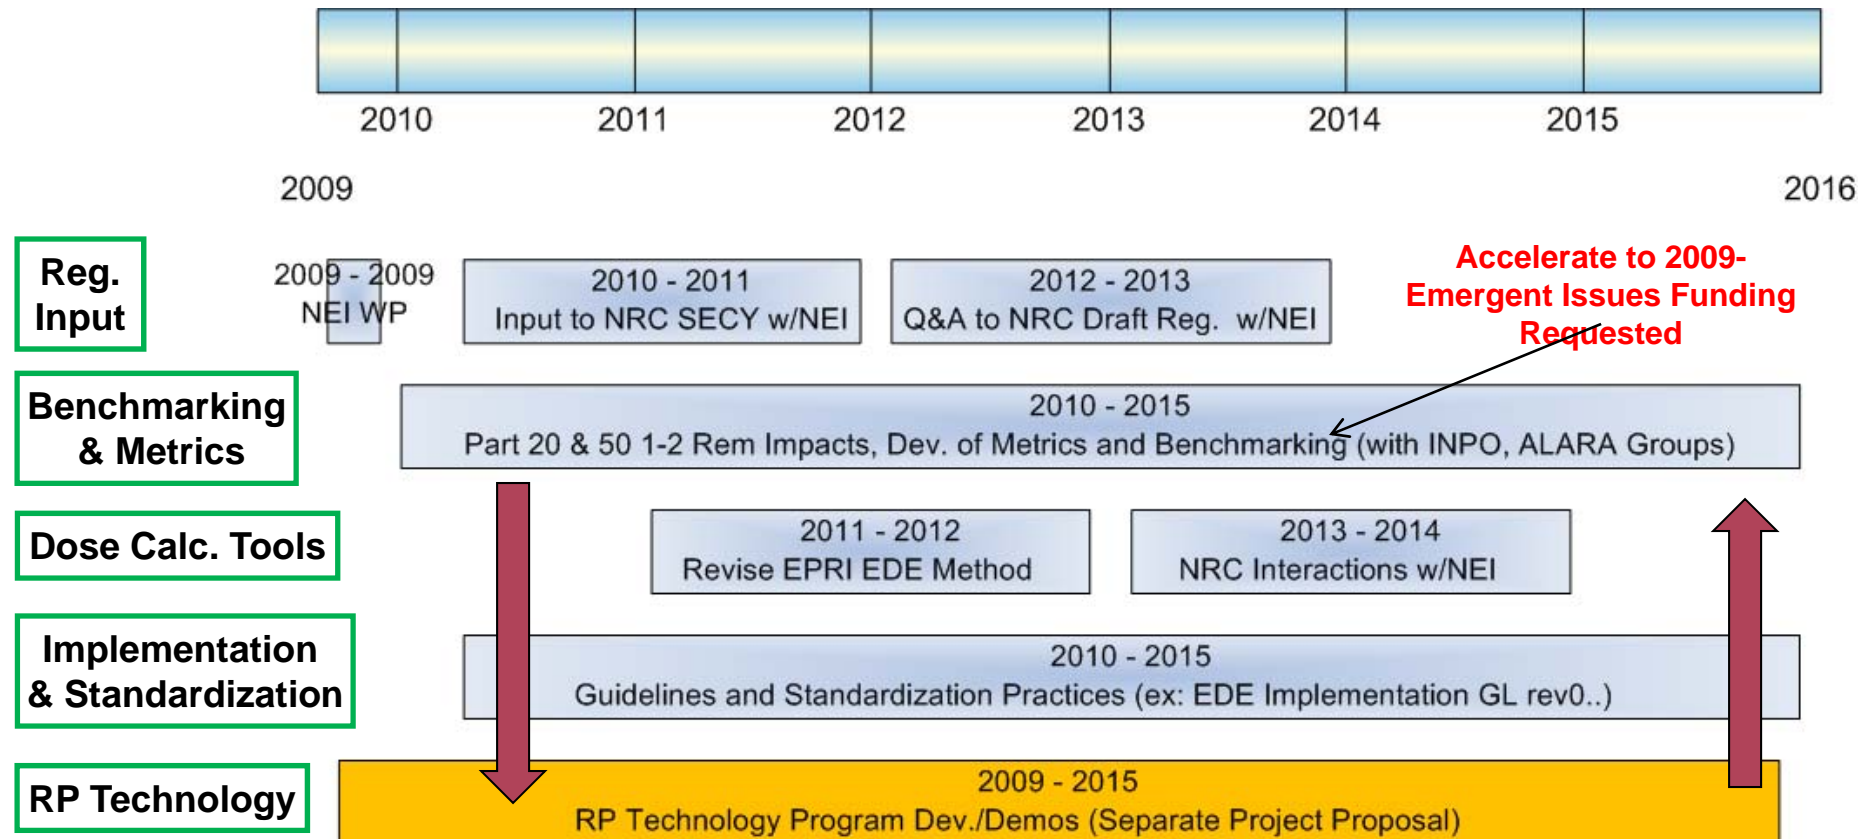 2010
2011
2012
2013
2014
2015
2009
2016
Reg.
Input
2009 - 2009
NEI WP
2010 - 2011
Input to NRC SECY w/NEI
2012 - 2013
Q&A to NRC Draft Reg. w/NEI
Accelerate to 2009-
Emergent Issues Funding
Requested
Benchmarking
& Metrics
2010 - 2015
Part 20 & 50 1-2 Rem Impacts, Dev. of Metrics and Benchmarking (with INPO, ALARA Groups)
Dose Calc. Tools
2011 - 2012
Revise EPRI EDE Method
2013 - 2014
NRC Interactions w/NEI
Implementation
& Standardization
2010 - 2015
Guidelines and Standardization Practices (ex: EDE Implementation GL rev0..)
RP Technology
2009 - 2015
RP Technology Program Dev./Demos (Separate Project Proposal)